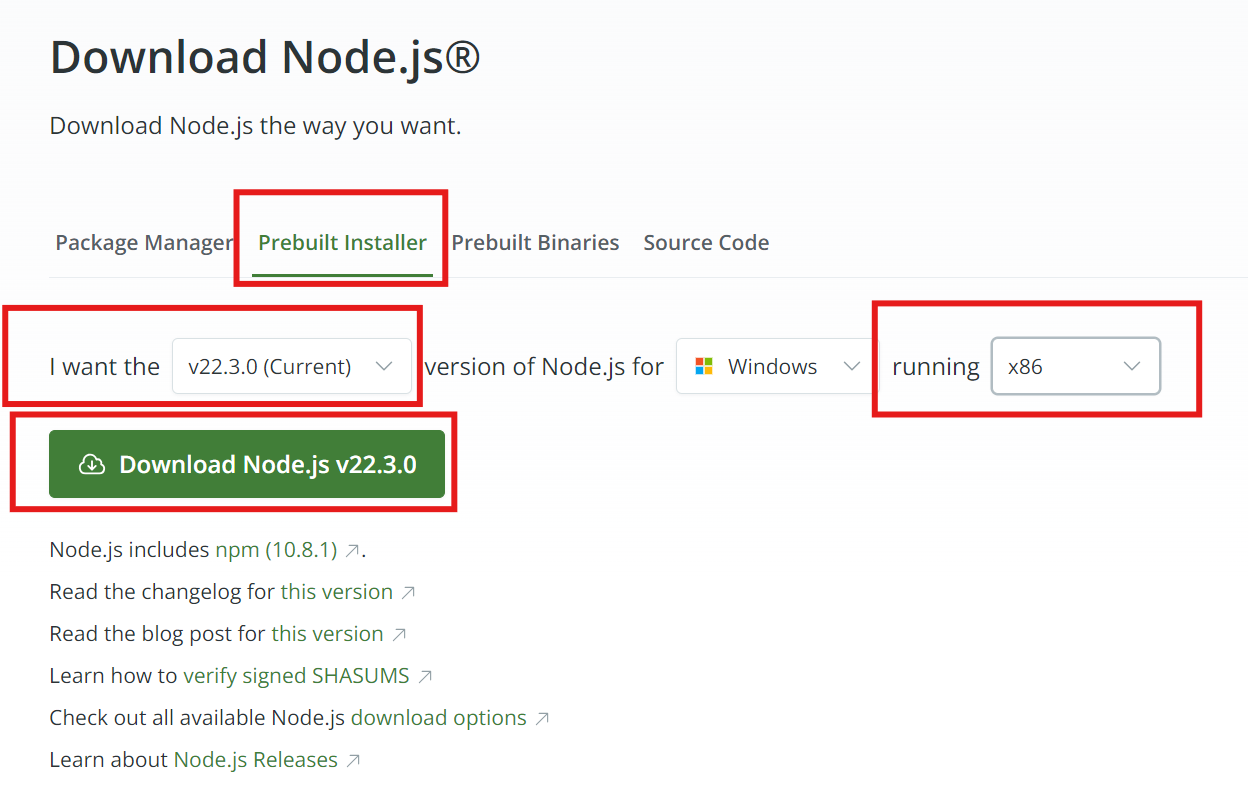 Download Node.js®
Download Node.js the way you want.
Package Manager Prebuilt Installer Prebuilt Binaries Source Code
I want the v22.3.0 (Current) version of Node.js for Windows running x86
Download Node.js v22.3.0
Node.js includes npm (10.8.1) ↗.
Read the changelog for this version ↗
Read the blog post for this version ↗
Learn how to verify signed SHASUMS ↗
Check out all available Node.js download options ↗
Learn about Node.js Releases ↗